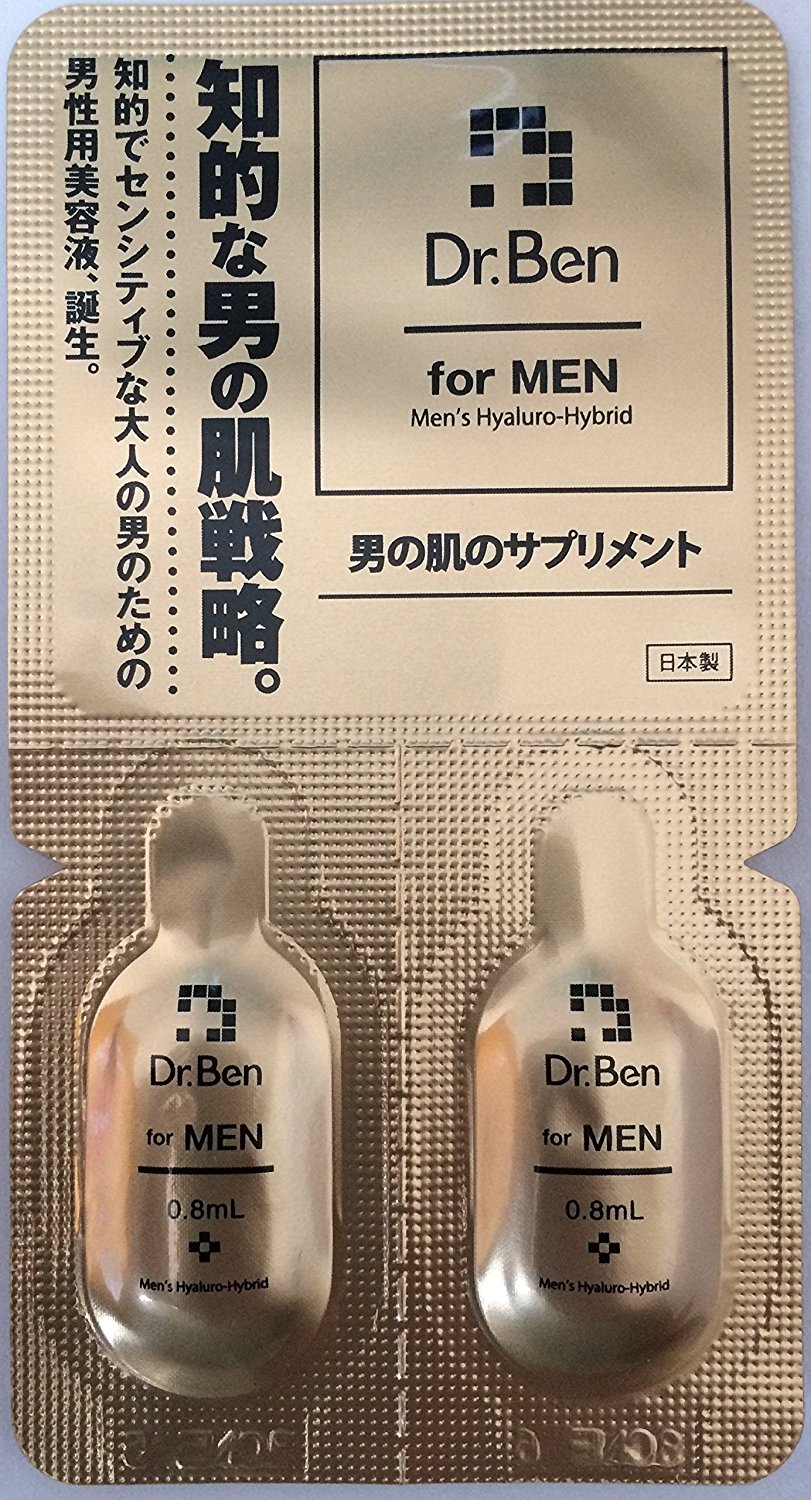 Dr.Ben
for MEN
Men's Hyaluro-Hybrid
男の肌のサプリメント
日本製
知的な男の肌戦略。
知的でセンシティブな大人の男のための
男性用美容液、誕生。
Dr.Ben
for MEN
0.8mL
Men's Hyaluro-Hybrid
Dr.Ben
for MEN
0.8mL
Men's Hyaluro-Hybrid